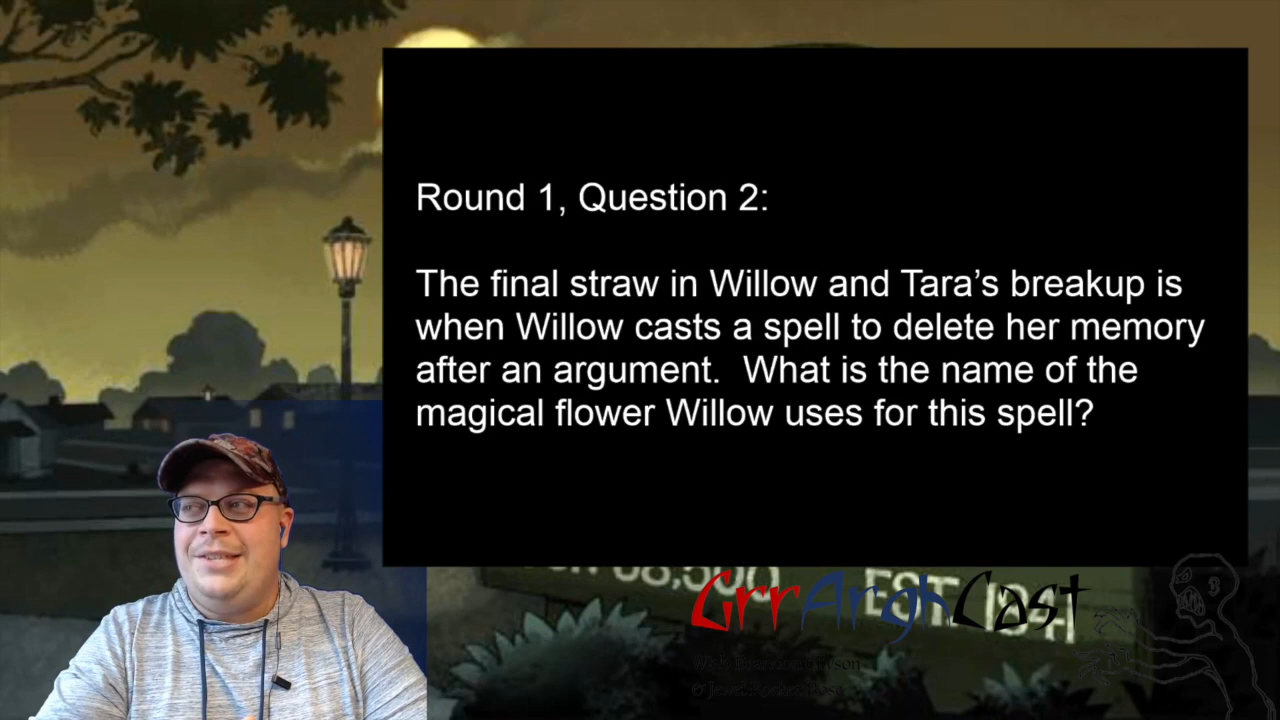 Round 1, Question 2:
The final straw in Willow and Tara’s breakup is
when Willow casts a spell to delete her memory
after an argument.  What is the name of the
magical flower Willow uses for this spell?
GrrArghCast
EST. 1941